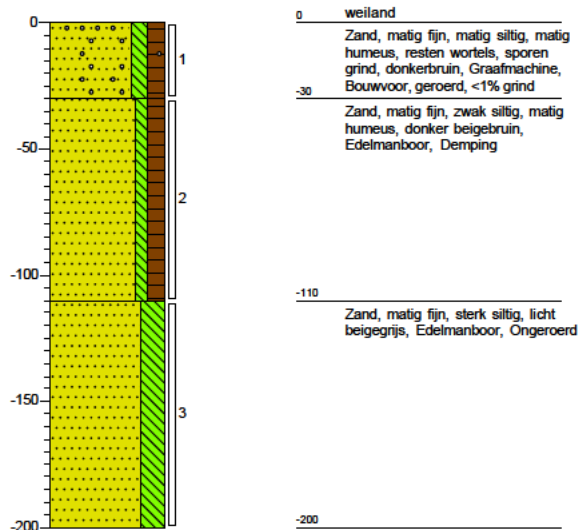 0
-50
-100
-150
-200
1
2
3
0 weiland
Zand, matig fijn, matig siltig, matig
humeus, resten wortels, sporen
grind, donkerbruin, Graafmachine,
Bouwvoor, geroerd, <1% grind
-30
Zand, matig fijn, zwak siltig, matig
humeus, donker beigebruin,
Edelmanboor, Demping
-110
Zand, matig fijn, sterk siltig, licht
beigegrijs, Edelmanboor, Ongeroerd
-200